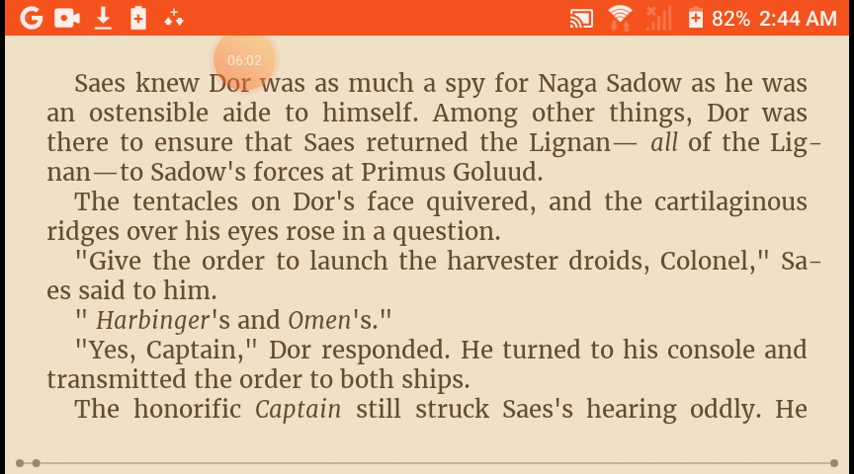 82% 2:44 AM
06:02
Saes knew Dor was as much a spy for Naga Sadow as he was
an ostensible aide to himself. Among other things, Dor was
there to ensure that Saes returned the Lignan— all of the Lig-
nan—to Sadow's forces at Primus Goluud.
The tentacles on Dor's face quivered, and the cartilaginous
ridges over his eyes rose in a question.
"Give the order to launch the harvester droids, Colonel," Sa-
es said to him.
" Harbinger's and Omen's."
"Yes, Captain," Dor responded. He turned to his console and
transmitted the order to both ships.
The honorific Captain still struck Saes's hearing oddly. He